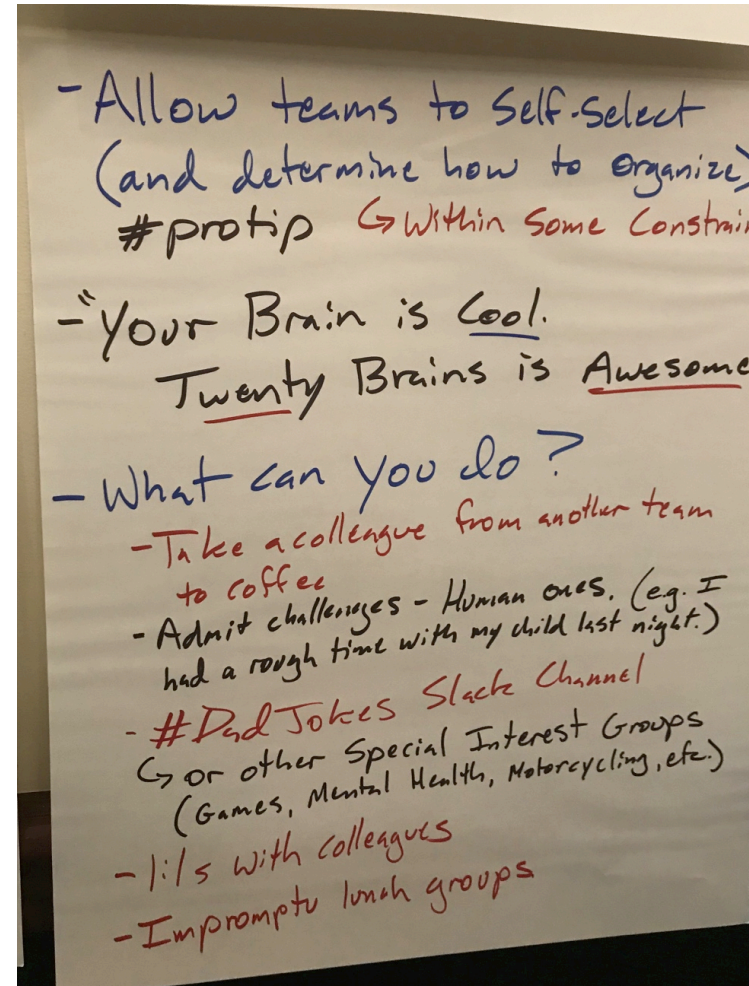 - Allow teams to Self-Select
(and determine how to organize)
#protip ↳ Within Some Constrain
- "Your Brain is Cool.
Twenty Brains is Awesome
- What can you do?
- Take a colleague from another team
to coffee
- Admit challenges - Human ones. (e.g. I
had a rough time with my child last night.)
- #DadJokes Slack Channel
↳ or other Special Interest Groups
(Games, Mental Health, Motorcycling, etc.)
- 1:1s with colleagues
- Impromptu lunch groups